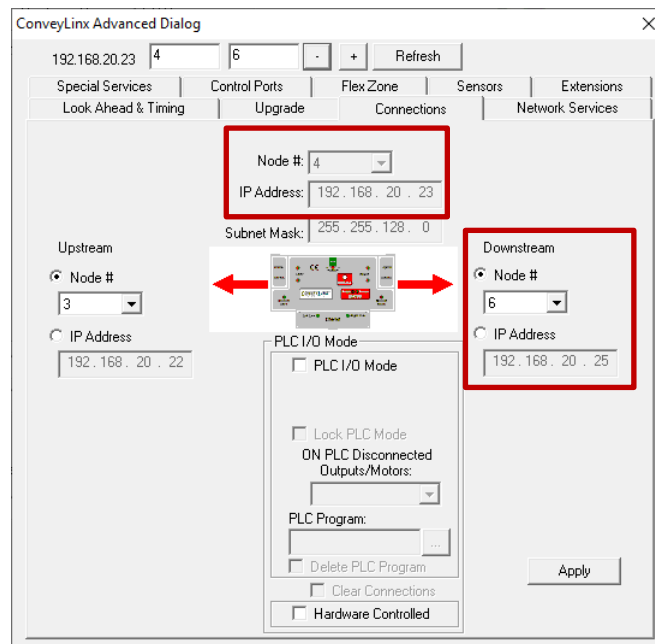 ConveyLinx Advanced Dialog
192.168.20.23 4 6 - + Refresh
Special Services Control Ports Flex Zone Sensors Extensions
Look Ahead & Timing Upgrade Connections Network Services
Node #: 4
IP Address: 192 . 168 . 20 . 23
Subnet Mask: 255 . 255 . 128 . 0
Upstream
Node #
3
IP Address
192 . 168 . 20 . 22
Downstream
Node #
6
IP Address
192 . 168 . 20 . 25
PLC I/O Mode
PLC I/O Mode
Lock PLC Mode
ON PLC Disconnected
Outputs/Motors:
PLC Program:
...
Delete PLC Program
Clear Connections
Hardware Controlled
Apply